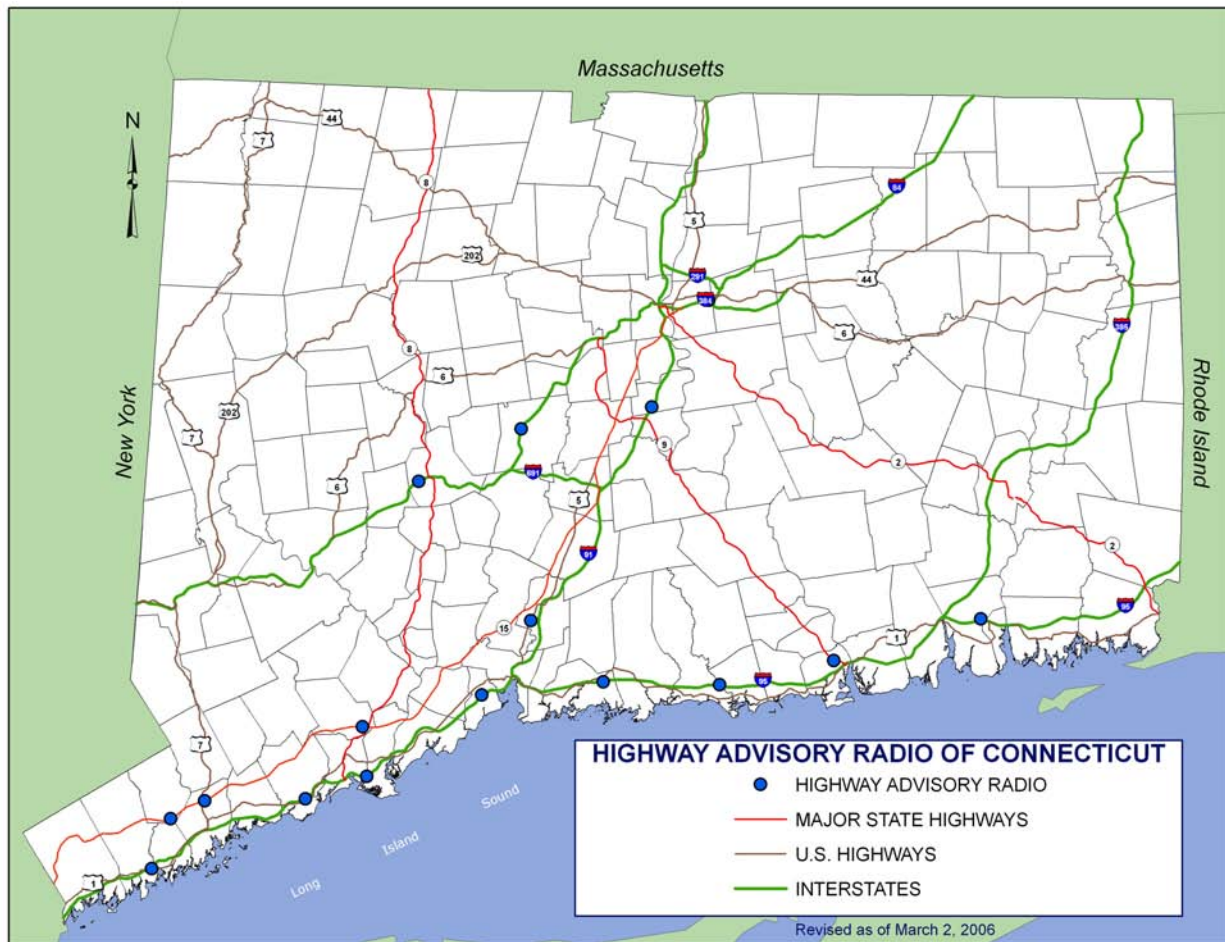 Massachusetts
N
44
7
8
84
5
202
291
44
384
6
395
8
6
New York
Rhode Island
202
7
9
2
6
691
5
91
2
95
15
1
95
7
HIGHWAY ADVISORY RADIO OF CONNECTICUT
HIGHWAY ADVISORY RADIO
MAJOR STATE HIGHWAYS
U.S. HIGHWAYS
INTERSTATES
Revised as of March 2, 2006
Long Island Sound
1